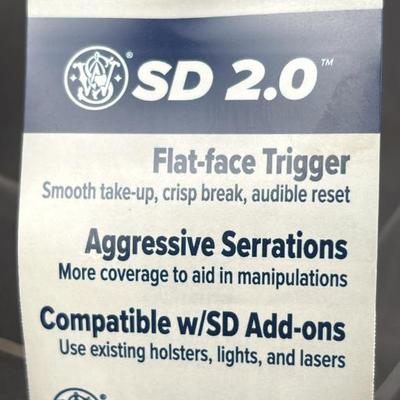 SD 2.0™
Flat-face Trigger
Smooth take-up, crisp break, audible reset
Aggressive Serrations
More coverage to aid in manipulations
Compatible w/SD Add-ons
Use existing holsters, lights, and lasers